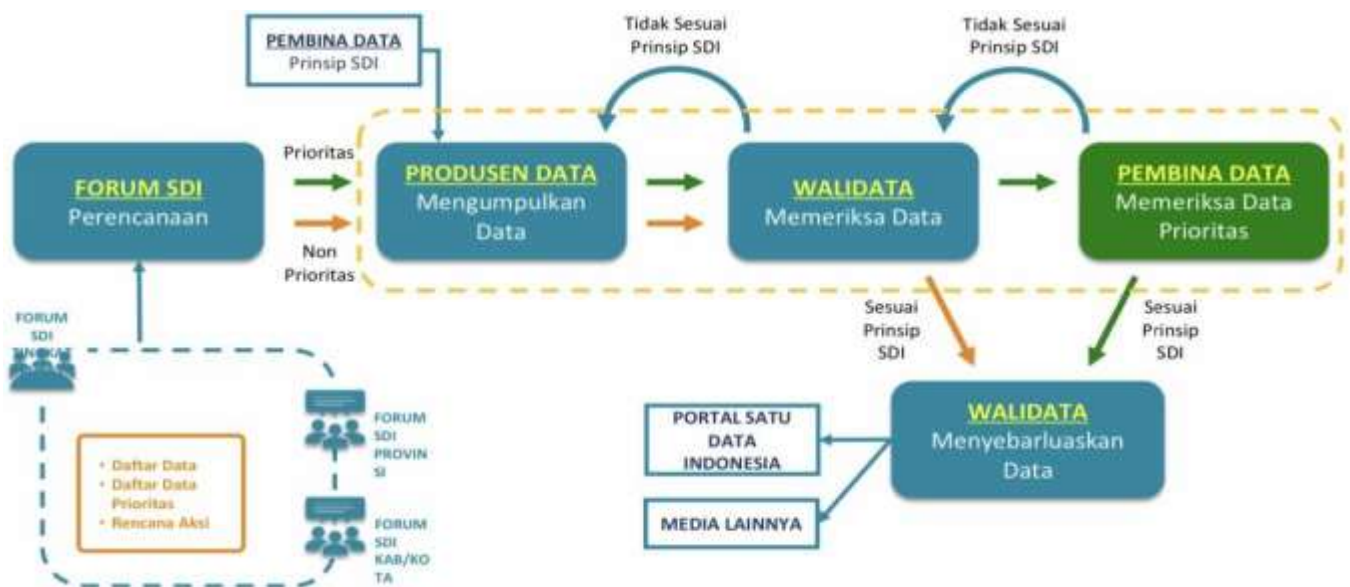 Tidak Sesuai
Prinsip SDI
Tidak Sesuai
Prinsip SDI
PEMBINA DATA
Prinsip SDI
Prioritas
Non
Prioritas
FORUM SDI
Perencanaan
PRODUSEN DATA
Mengumpulkan
Data
WALIDATA
Memeriksa Data
PEMBINA DATA
Memeriksa Data
Prioritas
Sesuai
Prinsip
SDI
Sesuai
Prinsip
SDI
FORUM
SDI
TINGKAT
FORUM
SDI
PROVIN
SI
FORUM
SDI
KAB/KO
TA
• Daftar Data
• Daftar Data
Prioritas
• Rencana Aksi
PORTAL SATU
DATA
INDONESIA
MEDIA LAINNYA
WALIDATA
Menyebarluaskan
Data